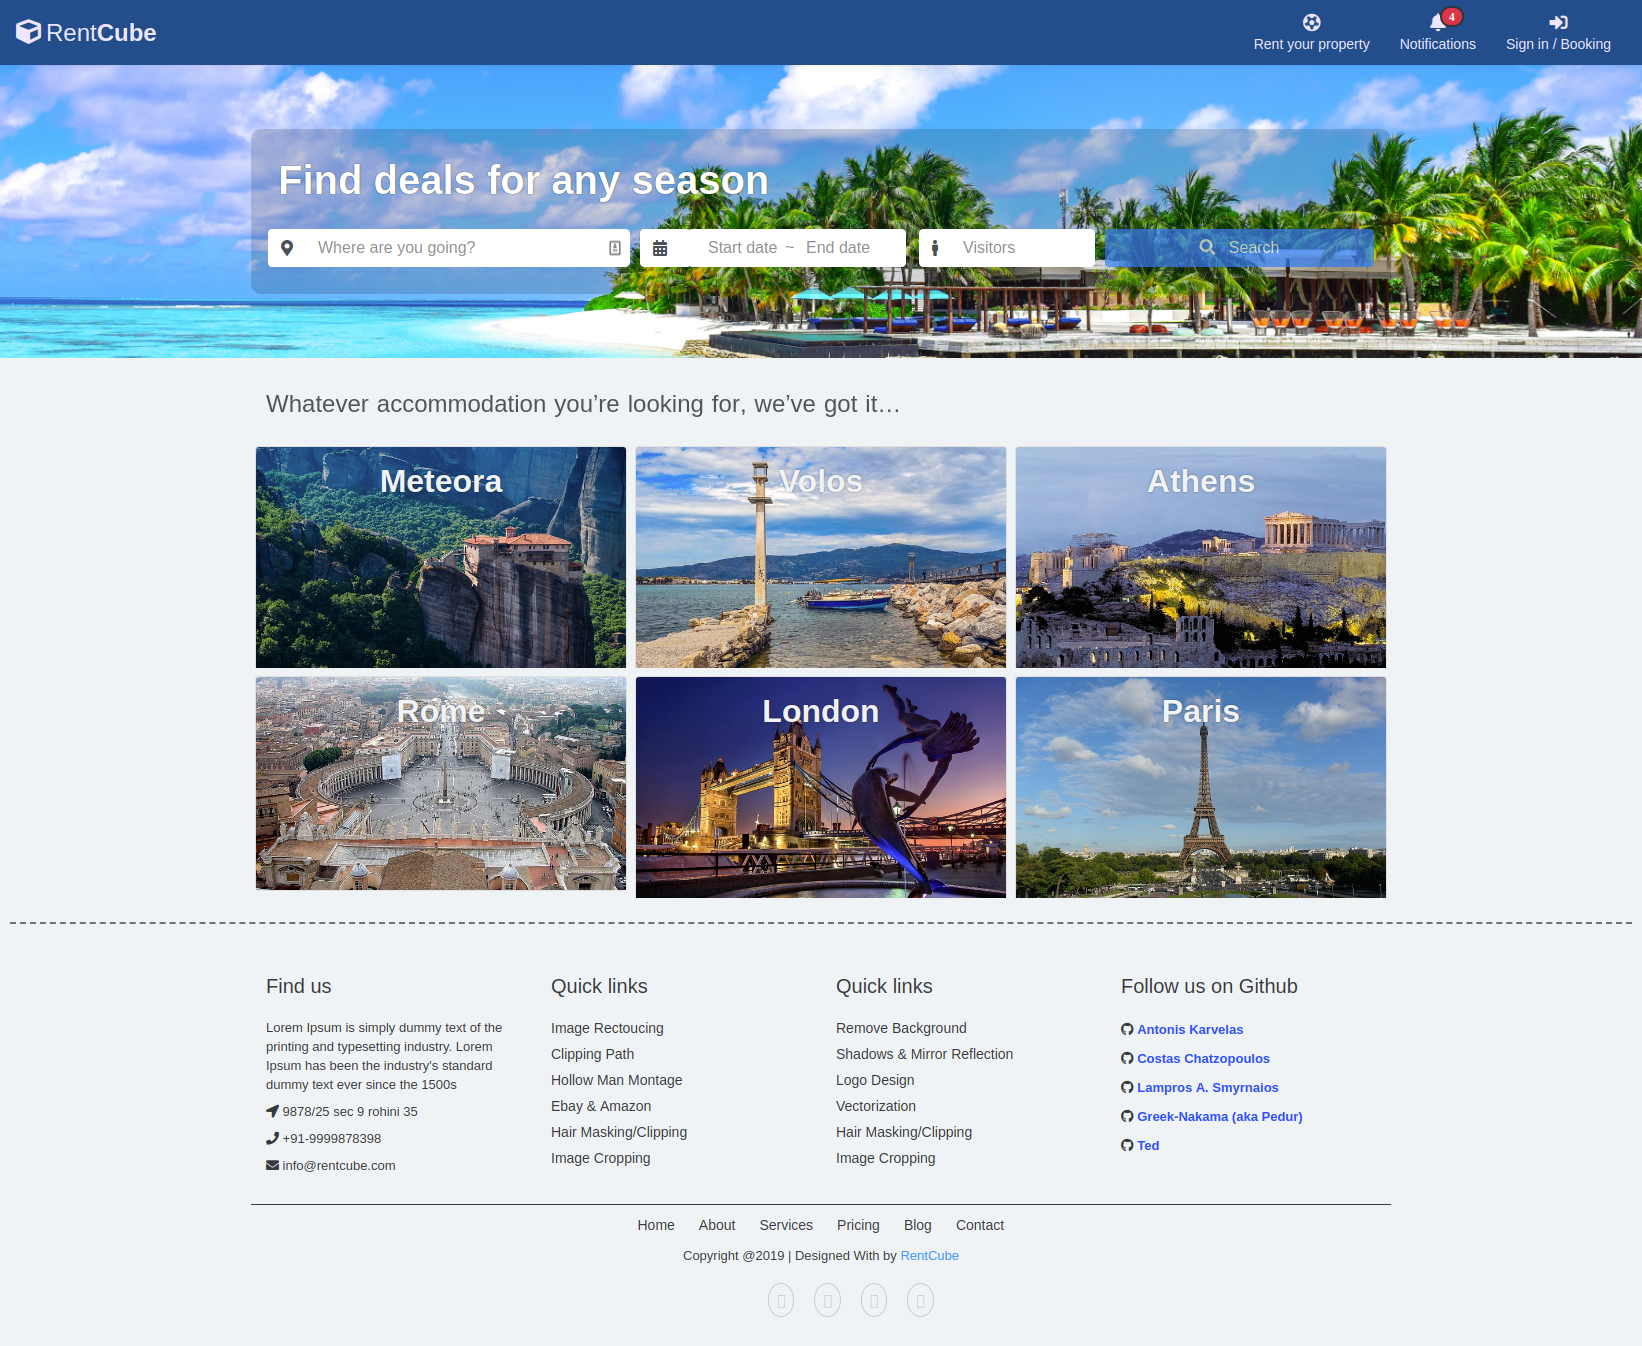 RentCube
Rent your property
4
Notifications
Sign in / Booking
Find deals for any season
Where are you going?
Start date ~ End date
Visitors
Search
Whatever accommodation you’re looking for, we’ve got it…
Meteora
Volos
Athens
Rome
London
Paris
Find us
Lorem Ipsum is simply dummy text of the
printing and typesetting industry. Lorem
Ipsum has been the industry's standard
dummy text ever since the 1500s
9878/25 sec 9 rohini 35
+91-9999878398
info@rentcube.com
Quick links
Image Rectoucing
Clipping Path
Hollow Man Montage
Ebay & Amazon
Hair Masking/Clipping
Image Cropping
Quick links
Remove Background
Shadows & Mirror Reflection
Logo Design
Vectorization
Hair Masking/Clipping
Image Cropping
Follow us on Github
Antonis Karvelas
Costas Chatzopoulos
Lampros A. Smyrnaios
Greek-Nakama (aka Pedur)
Ted
Home About Services Pricing Blog Contact
Copyright @2019 | Designed With by RentCube